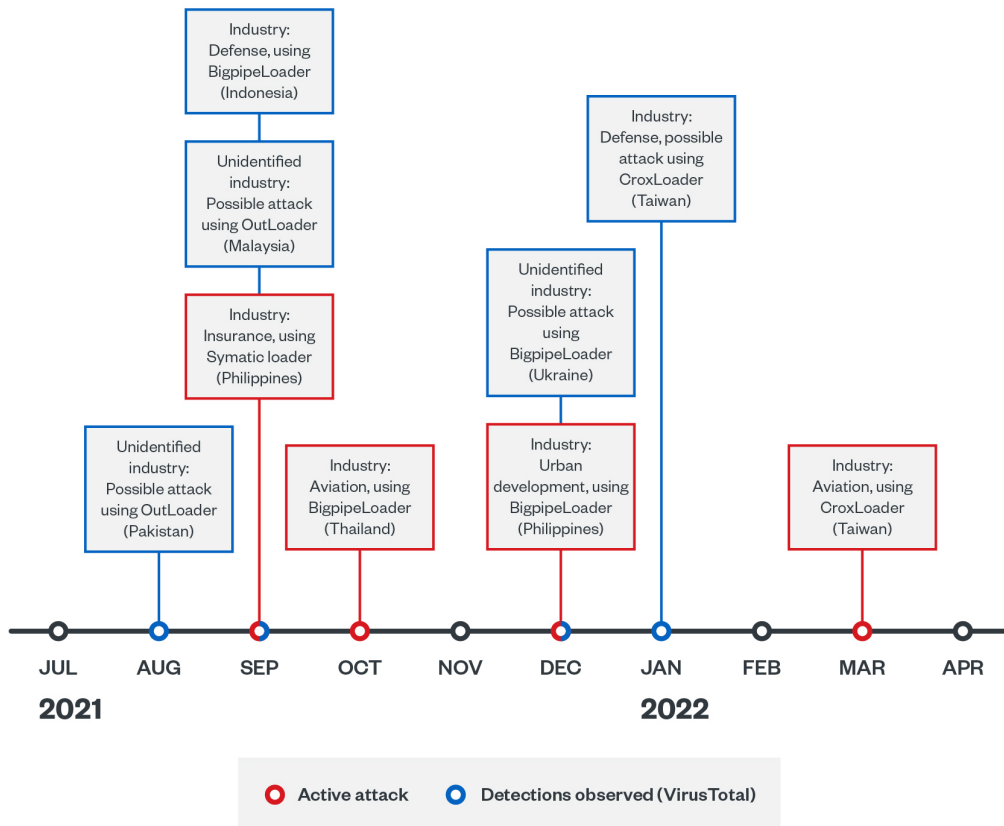 Industry:
Defense, using
BigpipeLoader
(Indonesia)
Unidentified
industry:
Possible attack
using OutLoader
(Malaysia)
Industry:
Insurance, using
Symatic loader
(Philippines)
Unidentified
industry:
Possible attack
using OutLoader
(Pakistan)
Industry:
Aviation, using
BigpipeLoader
(Thailand)
Unidentified
industry:
Possible attack
using
BigpipeLoader
(Ukraine)
Industry:
Urban
development, using
BigpipeLoader
(Philippines)
Industry:
Defense, possible
attack using
CroxLoader
(Taiwan)
Industry:
Aviation, using
CroxLoader
(Taiwan)
JUL AUG SEP OCT NOV DEC JAN FEB MAR APR
2021 2022
Active attack Detections observed (VirusTotal)